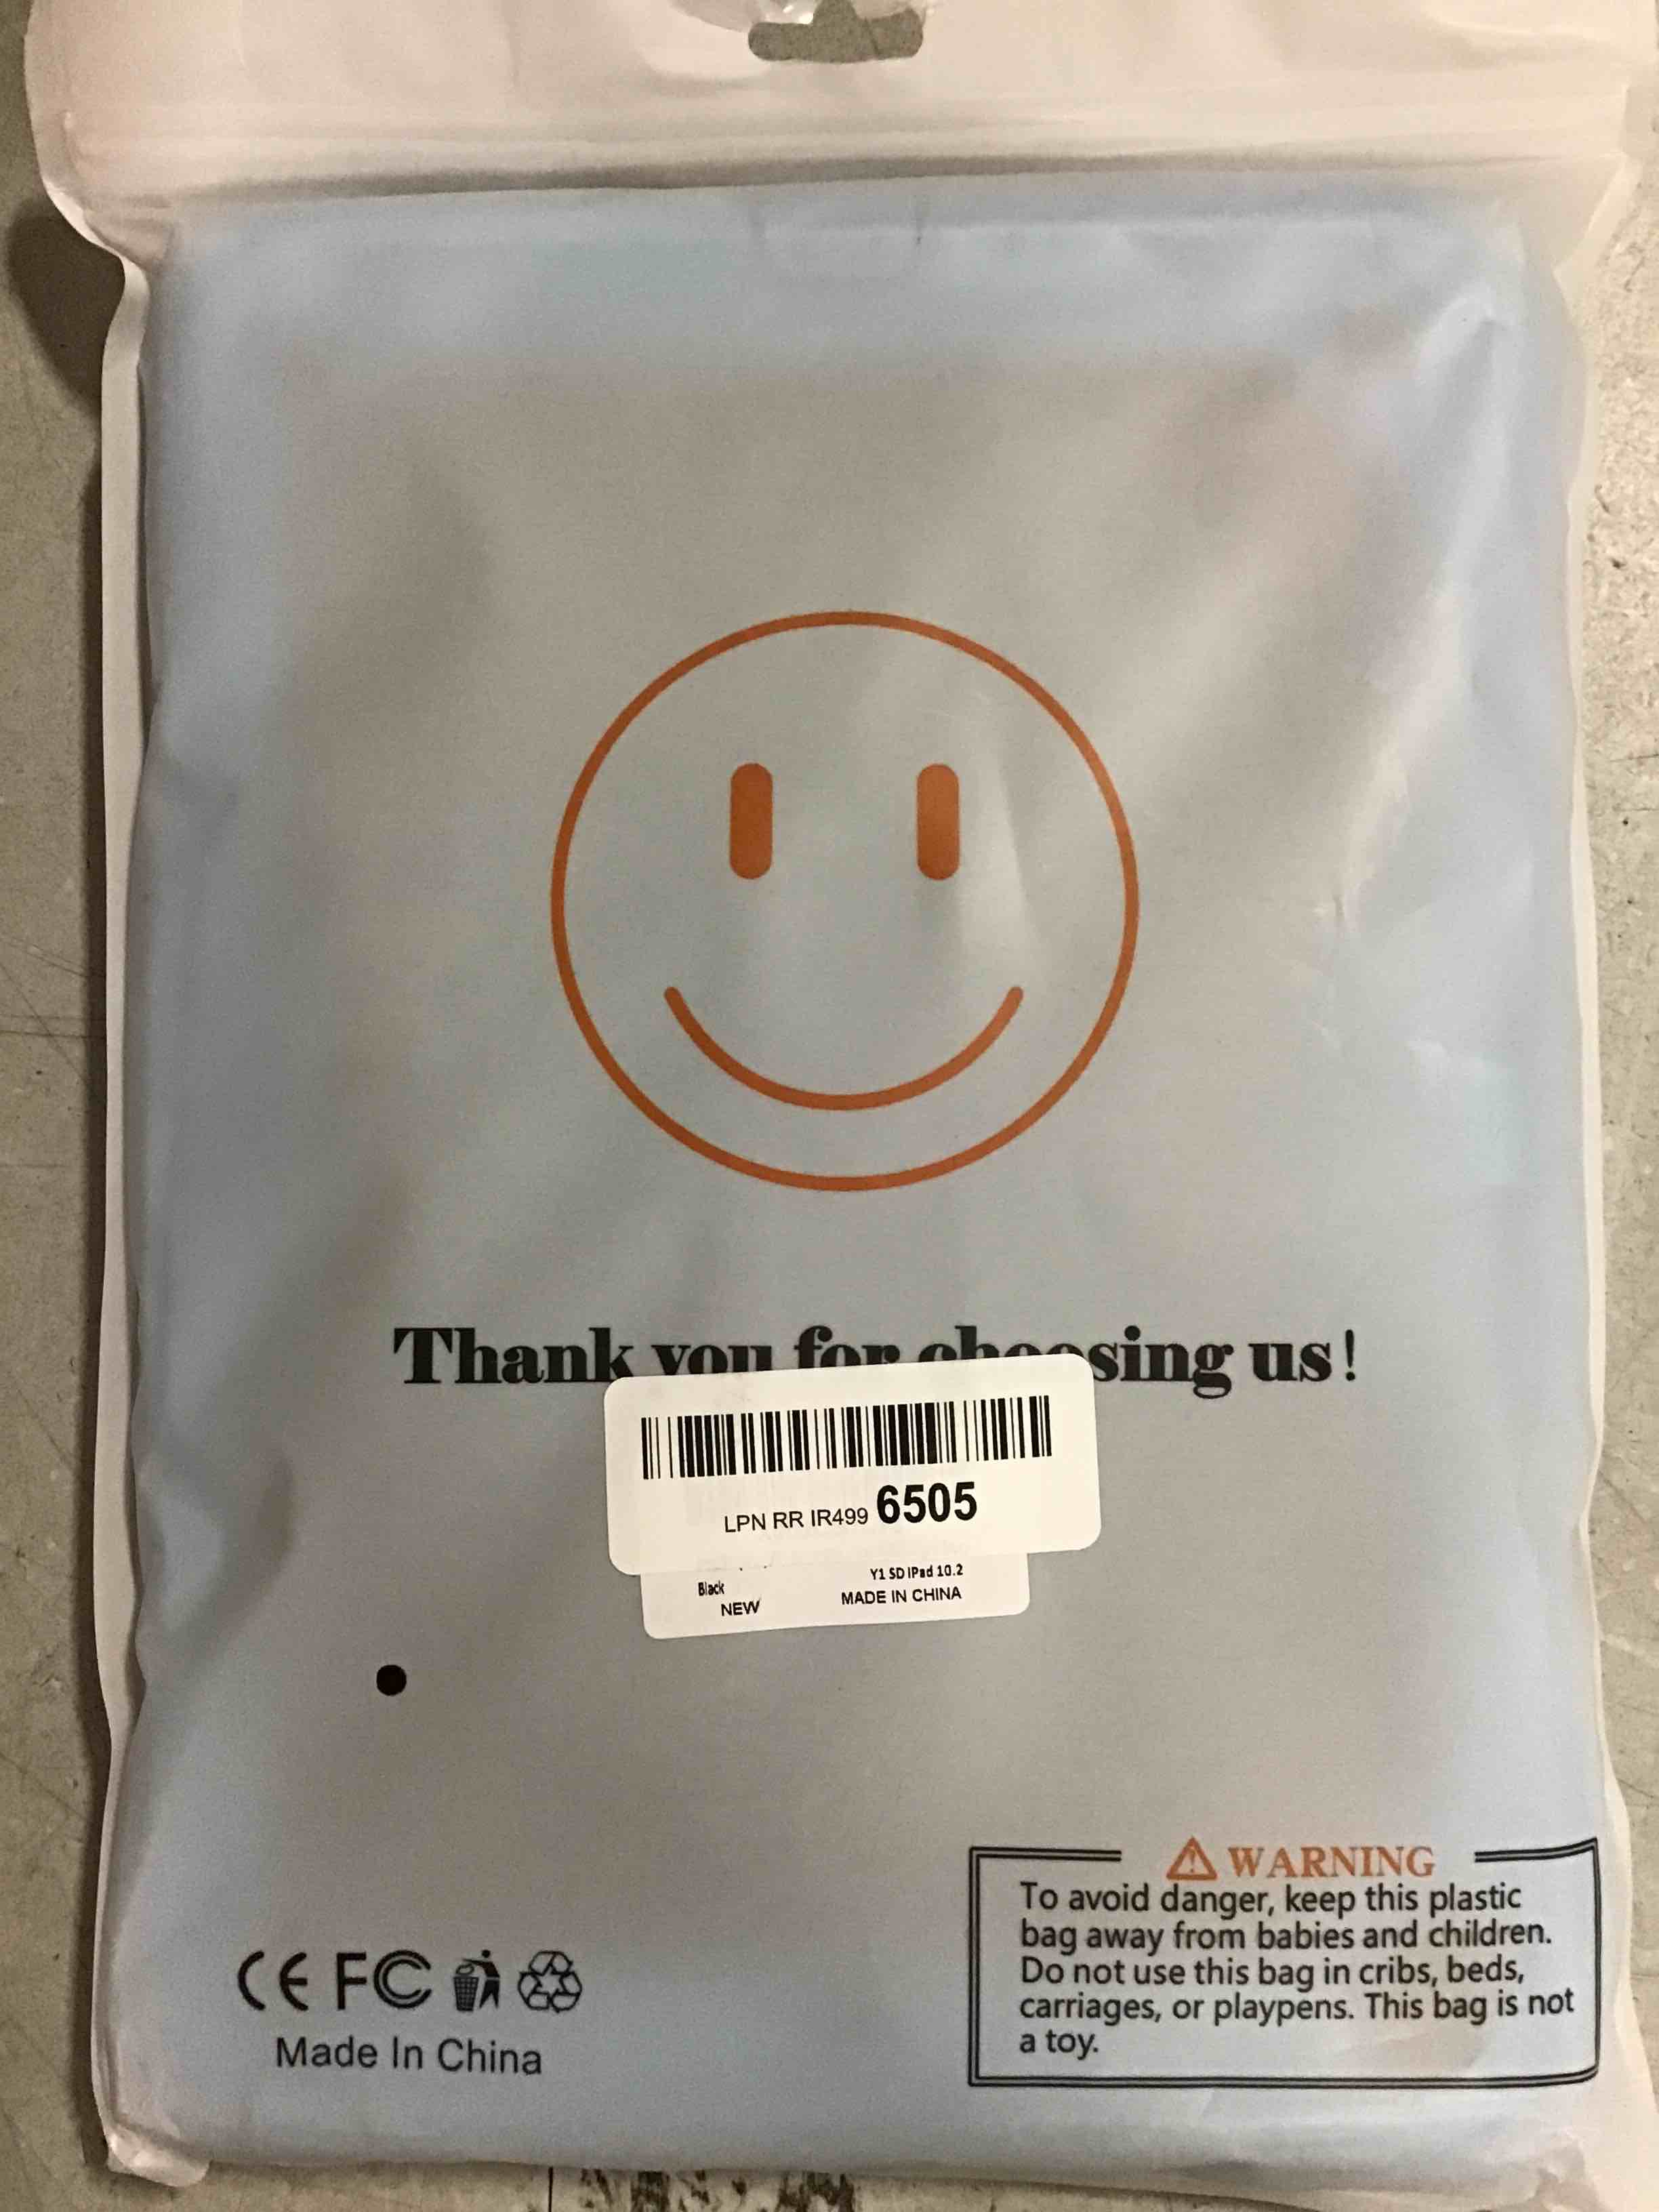 Thank you for choosing us!
LPN RR IR499 6505
Black
Y1 SD IPad 10.2
NEW
MADE IN CHINA
WARNING
To avoid danger, keep this plastic
bag away from babies and children.
Do not use this bag in cribs, beds,
carriages, or playpens. This bag is not
a toy.
CE FC
Made In China